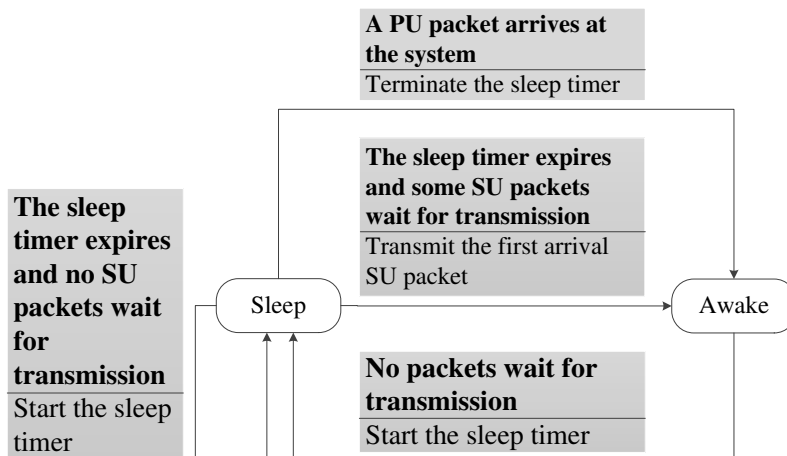 A PU packet arrives at
the system
Terminate the sleep timer
The sleep timer expires
and some SU packets
wait for transmission
Transmit the first arrival
SU packet
The sleep
timer expires
and no SU
packets wait
for
transmission
Start the sleep
timer
Sleep
Awake
No packets wait for
transmission
Start the sleep timer